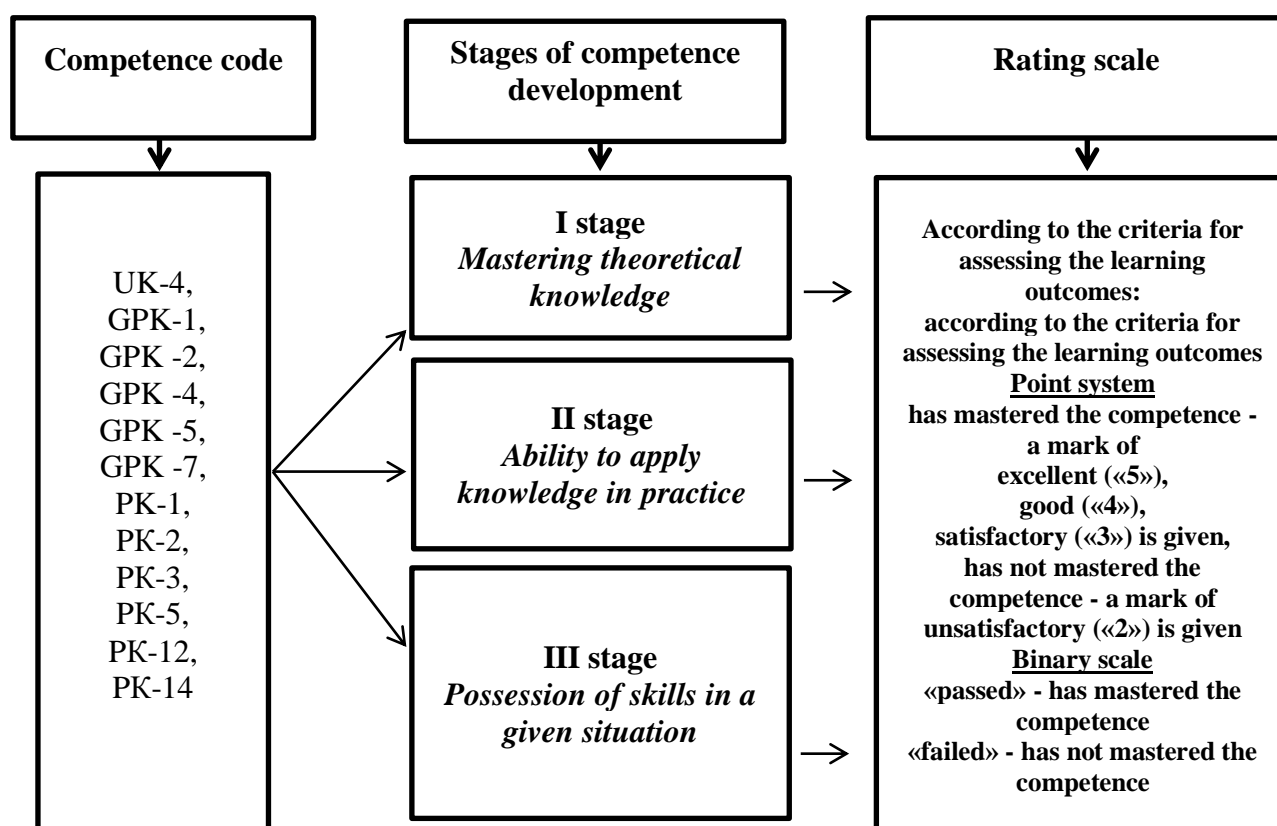 Competence code
Stages of competence
development
Rating scale
UK-4,
GPK-1,
GPK -2,
GPK -4,
GPK -5,
GPK -7,
PK-1,
РК-2,
РК-3,
РК-5,
РК-12,
РК-14
I stage
Mastering theoretical
knowledge
II stage
Ability to apply
knowledge in practice
III stage
Possession of skills in a
given situation
According to the criteria for
assessing the learning
outcomes:
according to the criteria for
assessing the learning outcomes
Point system
has mastered the competence -
a mark of
excellent («5»),
good («4»),
satisfactory («3») is given,
has not mastered the
competence - a mark of
unsatisfactory («2») is given
Binary scale
«passed» - has mastered the
competence
«failed» - has not mastered the
competence